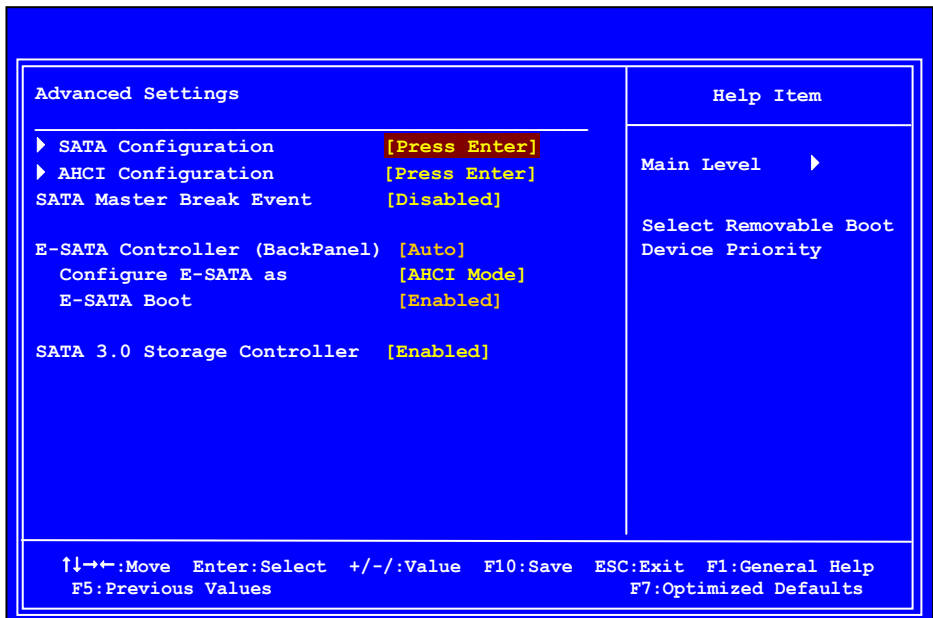 Advanced Settings
Help Item
SATA Configuration [Press Enter]
AHCI Configuration [Press Enter]
SATA Master Break Event [Disabled]
E-SATA Controller (BackPanel) [Auto]
Configure E-SATA as [AHCI Mode]
E-SATA Boot [Enabled]
SATA 3.0 Storage Controller [Enabled]
Main Level
Select Removable Boot
Device Priority
↑↓→←:Move Enter:Select +/-/:Value F10:Save ESC:Exit F1:General Help
F5:Previous Values F7:Optimized Defaults